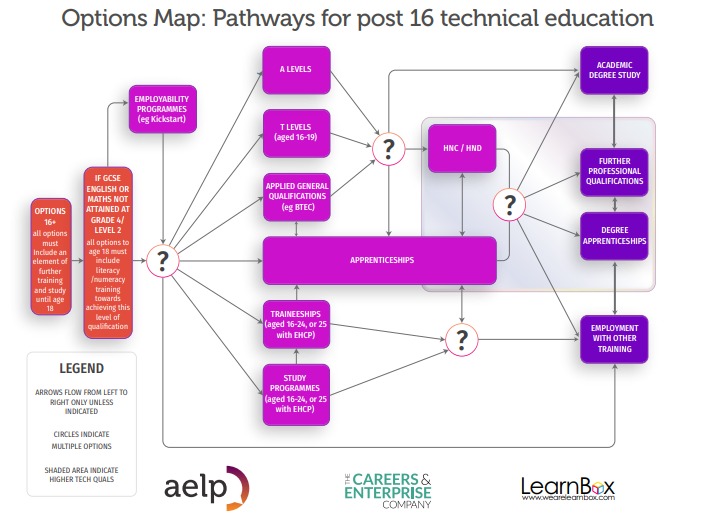 Options Map: Pathways for post 16 technical education
OPTIONS
16+
all options
must
Include an
element of
further
training
and study
until age
18
IF GCSE
ENGLISH OR
MATHS NOT
ATTAINED AT
GRADE 4/
LEVEL 2
all options to
age 18 must
include
literacy
/numeracy
training
towards
achieving this
level of
qualification
EMPLOYABILITY
PROGRAMMES
(eg Kickstart)
?
A LEVELS
T LEVELS
(aged 16-19)
APPLIED GENERAL
QUALIFICATIONS
(eg BTEC)
APPRENTICESHIPS
TRAINEESHIPS
(aged 16-24, or 25
with EHCP)
STUDY
PROGRAMMES
(aged 16-24, or 25
with EHCP)
?
HNC / HND
?
?
ACADEMIC
DEGREE STUDY
FURTHER
PROFESSIONAL
QUALIFICATIONS
DEGREE
APPRENTICESHIPS
EMPLOYMENT
WITH OTHER
TRAINING
LEGEND
ARROWS FLOW FROM LEFT TO
RIGHT ONLY UNLESS
INDICATED
CIRCLES INDICATE
MULTIPLE OPTIONS
SHADED AREA INDICATE
HIGHER TECH QUALS
aelp
THE CAREERS &
ENTERPRISE
COMPANY
LearnBox
www.wearelearnbox.com